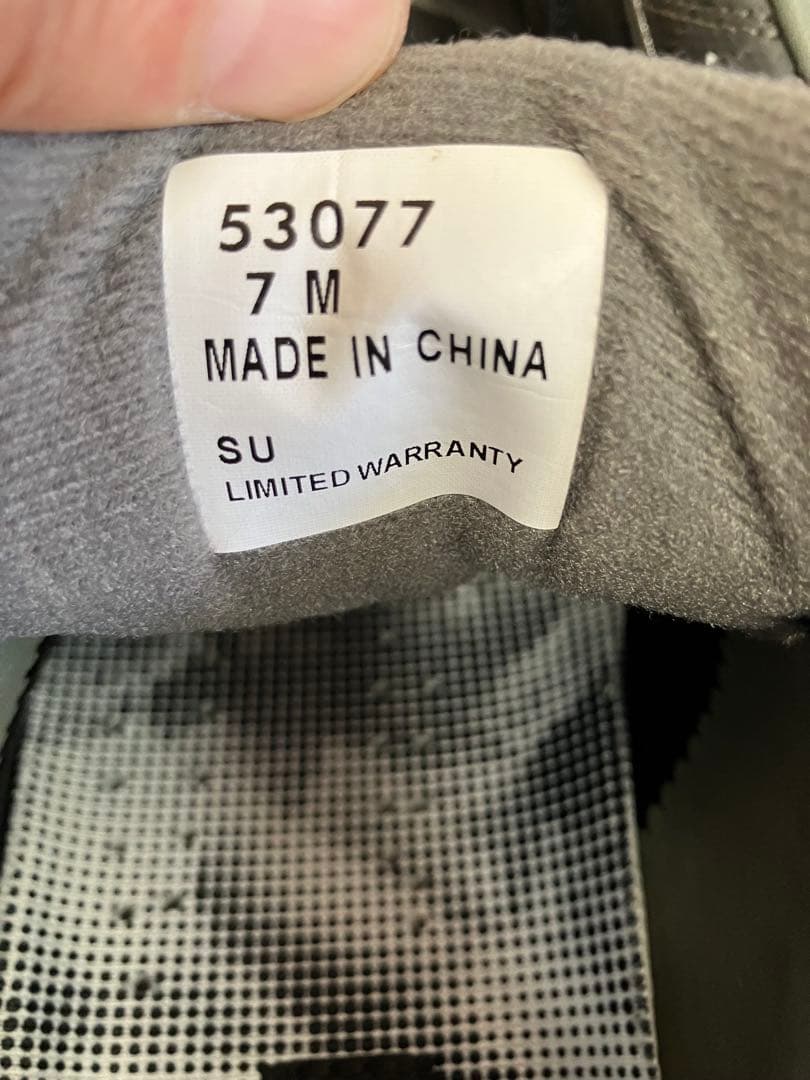 53077
7 M
MADE IN CHINA
SU
LIMITED WARRANTY